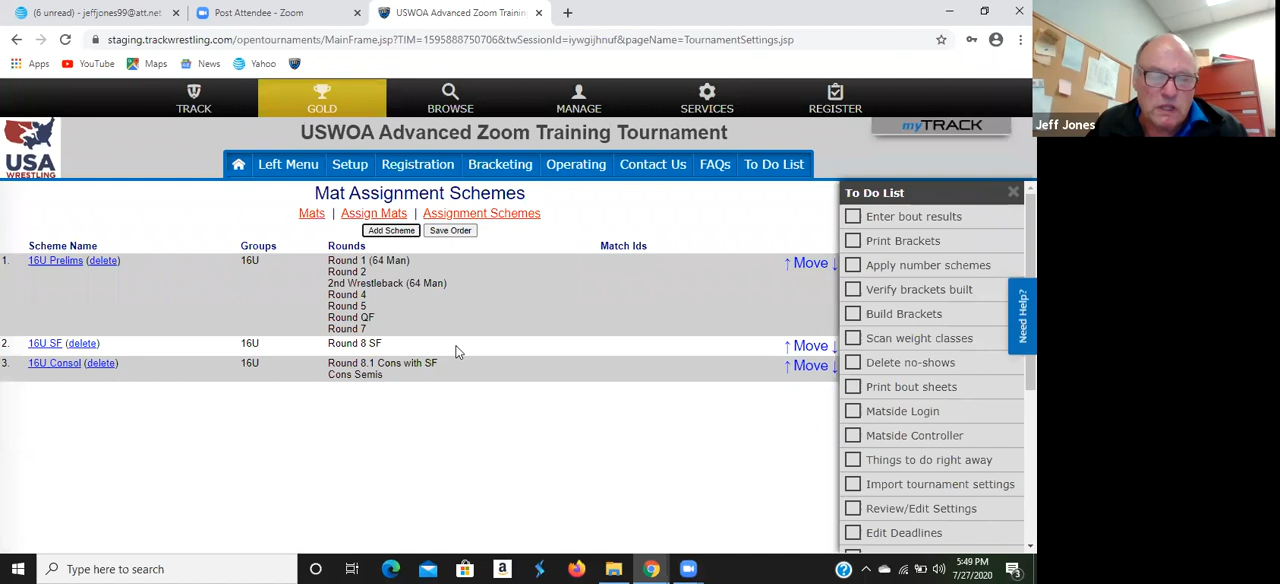 (6 unread) - jeffjones99@att.net
Post Attendee - Zoom
USWOA Advanced Zoom Trainin
staging.trackwrestling.com/opentournaments/MainFrame.jsp?TIM=1595888750706&twSessionId=iywgijhnuf&pageName=TournamentSettings.jsp
Apps YouTube Maps News Yahoo
TRACK GOLD BROWSE MANAGE SERVICES REGISTER
USA
WRESTLING
USWOA Advanced Zoom Training Tournament
myTRACK
Left Menu Setup Registration Bracketing Operating Contact Us FAQs To Do List
Mat Assignment Schemes
Mats | Assign Mats | Assignment Schemes
Add Scheme Save Order
Scheme Name Groups Rounds Match Ids
1. 16U Prelims (delete) 16U Round 1 (64 Man) ↑ Move ↓
Round 2
2nd Wrestleback (64 Man)
Round 4
Round 5
Round QF
Round 7
2. 16U SF (delete) 16U Round 8 SF ↑ Move ↓
3. 16U Consol (delete) 16U Round 8.1 Cons with SF ↑ Move ↓
Cons Semis
To Do List
Enter bout results
Print Brackets
Apply number schemes
Verify brackets built
Build Brackets
Scan weight classes
Delete no-shows
Print bout sheets
Matside Login
Matside Controller
Things to do right away
Import tournament settings
Review/Edit Settings
Edit Deadlines
Need Help?
Jeff Jones
Type here to search
5:49 PM
7/27/2020
3